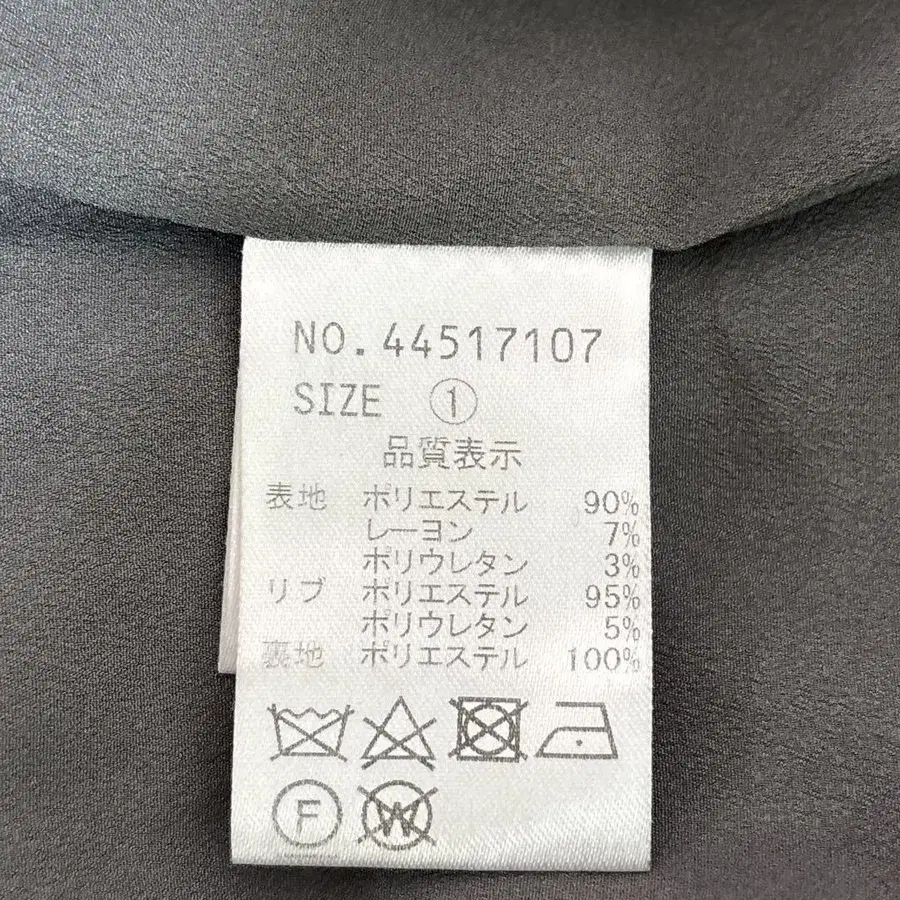 NO.44517107
SIZE ①
品質表示
表地 ポリエステル 90%
レーヨン 7%
ポリウレタン 3%
リブ ポリエステル 95%
ポリウレタン 5%
裏地 ポリエステル 100%
F W